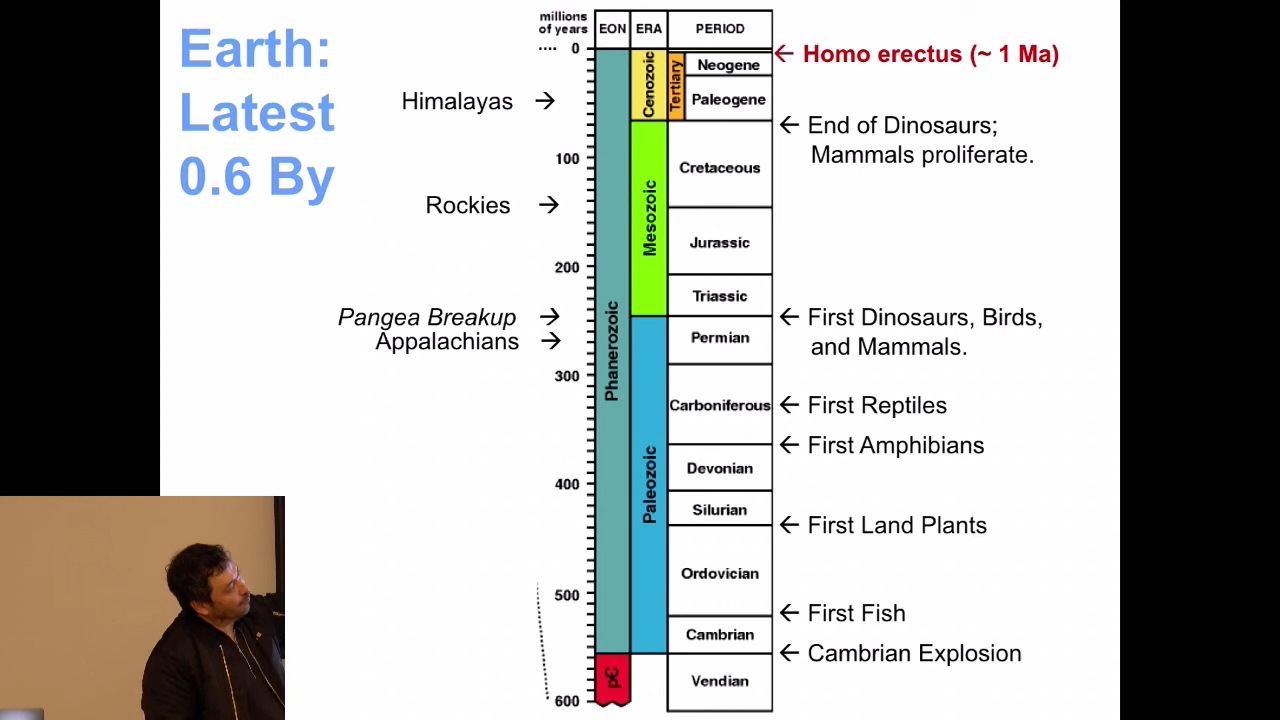 Earth:
Latest
0.6 By
millions
of years
EON
ERA
PERIOD
.... 0
100
200
300
400
500
600
Phanerozoic
p€
Cenozoic
Mesozoic
Paleozoic
Tertiary
Neogene
Paleogene
Cretaceous
Jurassic
Triassic
Permian
Carboniferous
Devonian
Silurian
Ordovician
Cambrian
Vendian
Himalayas →
Rockies →
Pangea Breakup →
Appalachians →
← Homo erectus (~ 1 Ma)
← End of Dinosaurs;
Mammals proliferate.
← First Dinosaurs, Birds,
and Mammals.
← First Reptiles
← First Amphibians
← First Land Plants
← First Fish
← Cambrian Explosion